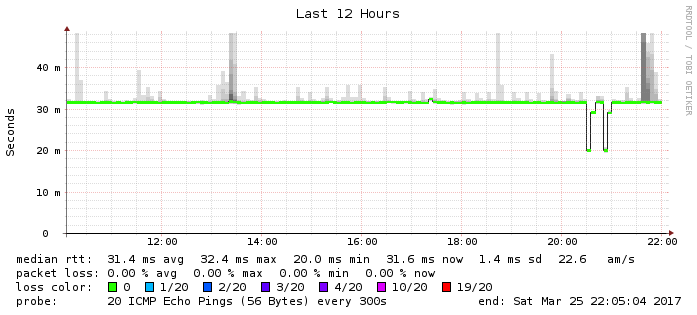 Last 12 Hours
RRDTOOL / TOBI OETIKER
Seconds
40 m
30 m
20 m
10 m
0
12:00 14:00 16:00 18:00 20:00 22:00
median rtt: 31.4 ms avg 32.4 ms max 20.0 ms min 31.6 ms now 1.4 ms sd 22.6 am/s
packet loss: 0.00 % avg 0.00 % max 0.00 % min 0.00 % now
loss color: 0 1/20 2/20 3/20 4/20 10/20 19/20
probe: 20 ICMP Echo Pings (56 Bytes) every 300s end: Sat Mar 25 22:05:04 2017